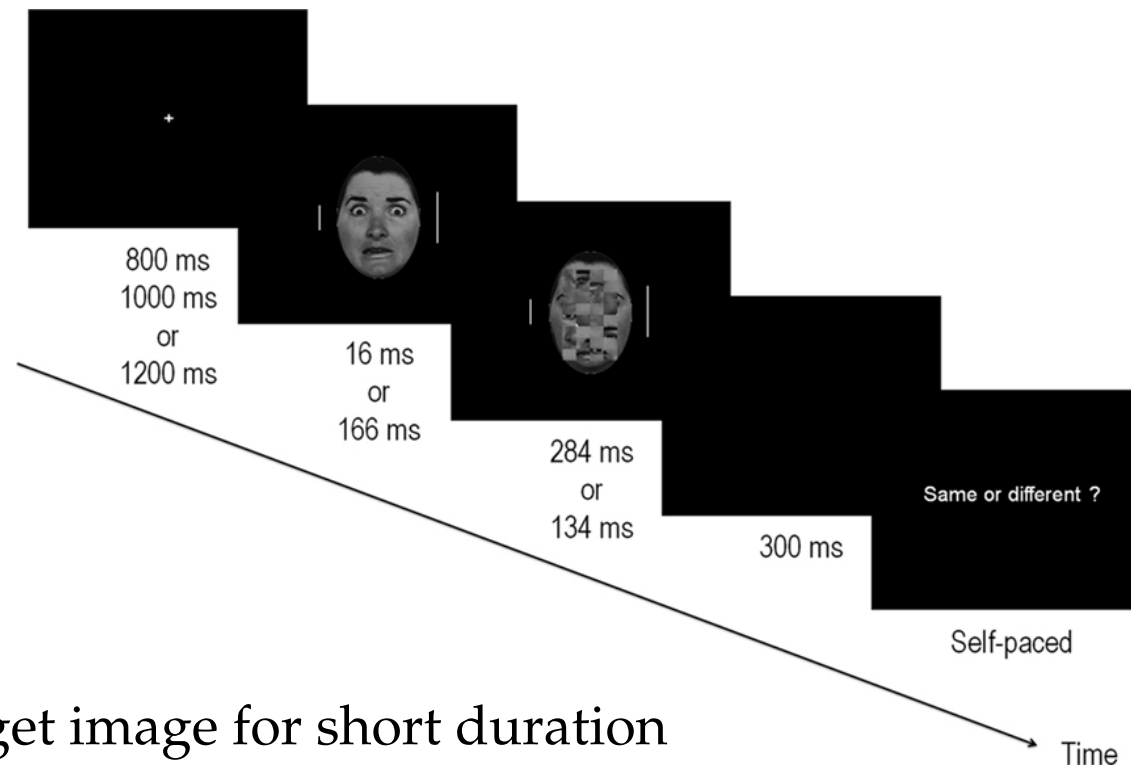 800 ms
1000 ms
or
1200 ms
16 ms
or
166 ms
284 ms
or
134 ms
300 ms
Same or different ?
Self-paced
get image for short duration
Time